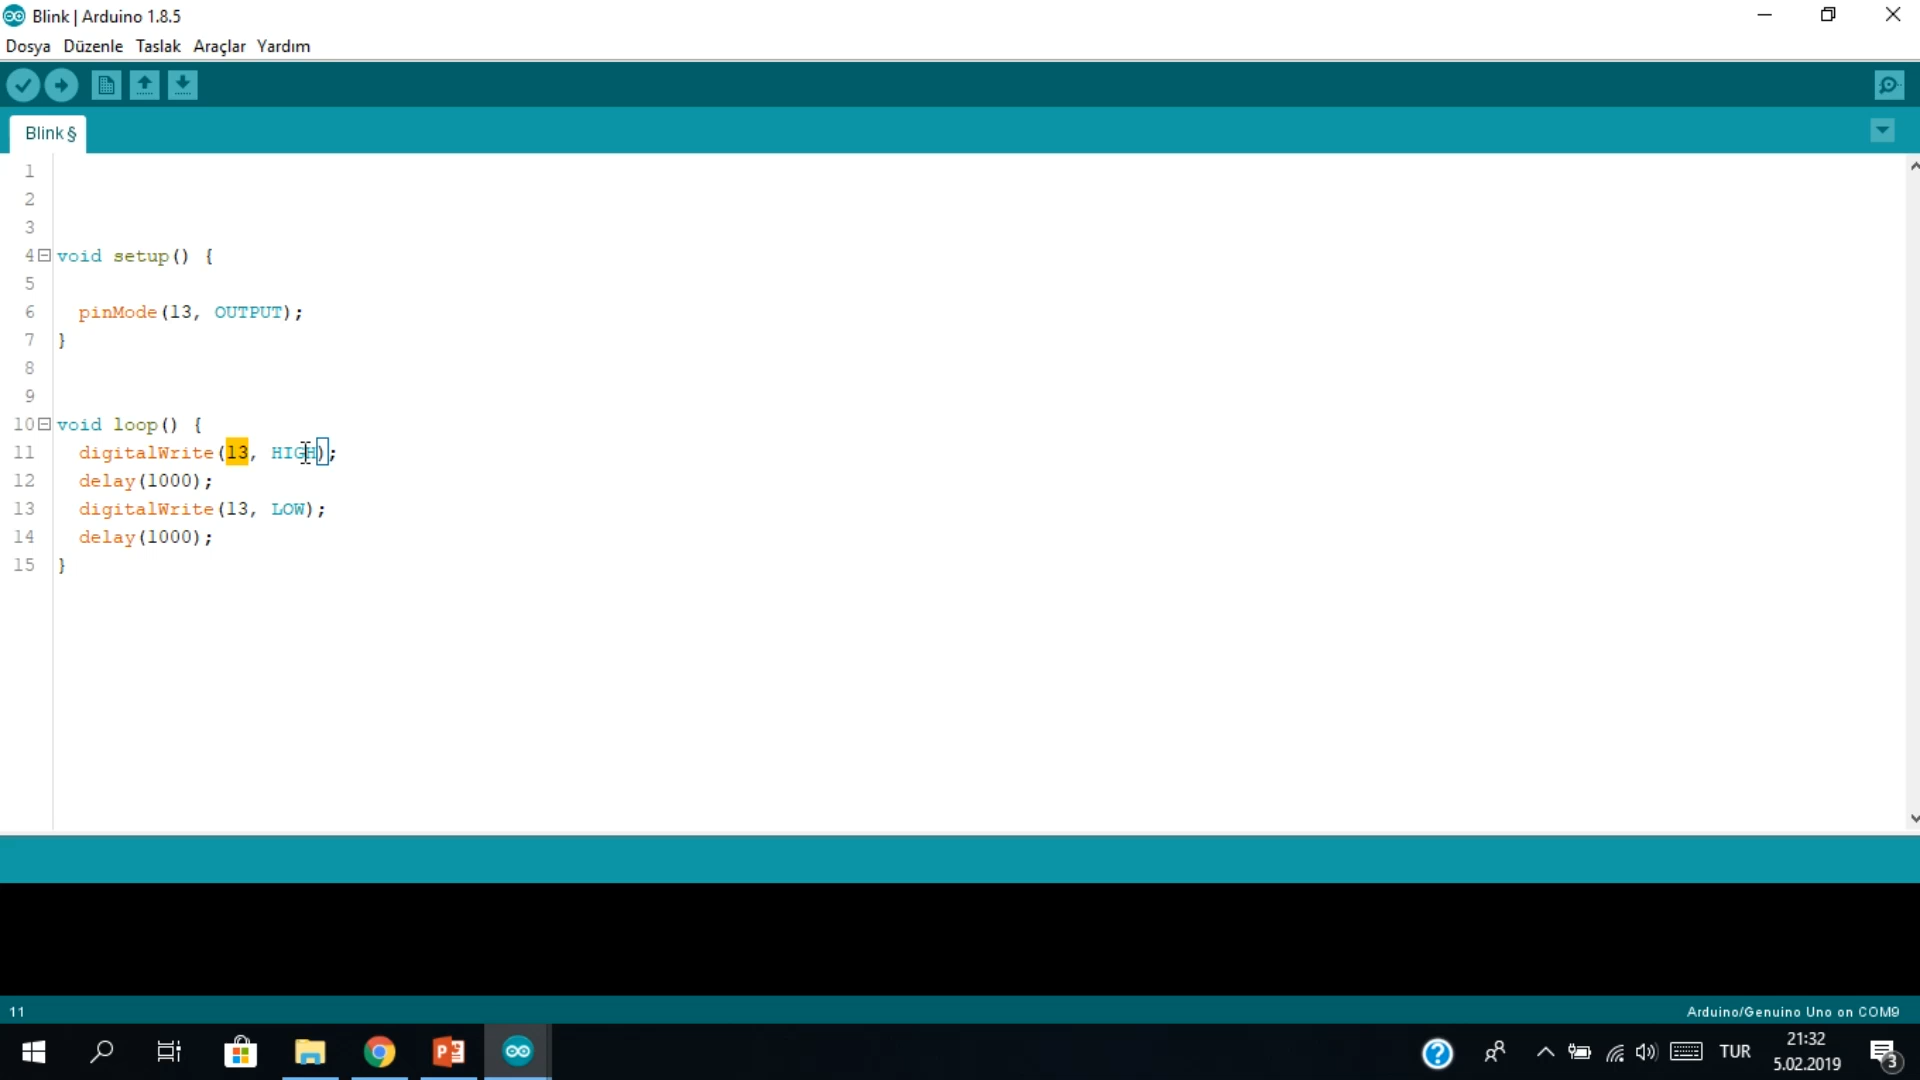 Blink | Arduino 1.8.5
Dosya Düzenle Taslak Araçlar Yardım
Blink §
1
2
3
4 void setup() {
5
6 pinMode(13, OUTPUT);
7 }
8
9
10 void loop() {
11 digitalWrite(13, HIGH);
12 delay(1000);
13 digitalWrite(13, LOW);
14 delay(1000);
15 }
11
Arduino/Genuino Uno on COM9
TUR
21:32
5.02.2019
3